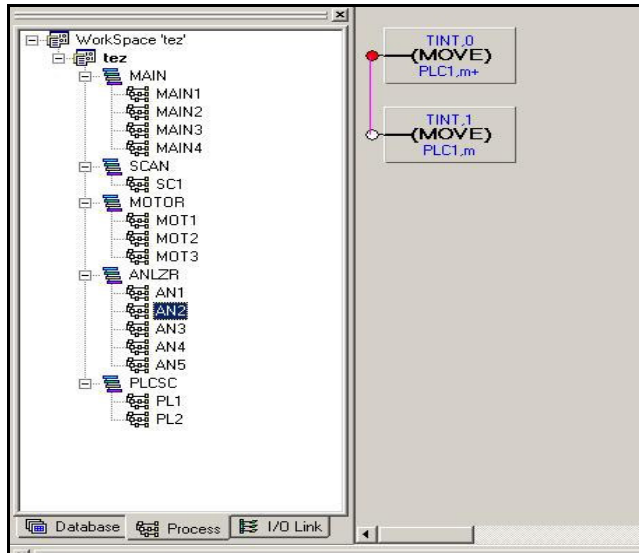 WorkSpace 'tez'
tez
MAIN
MAIN1
MAIN2
MAIN3
MAIN4
SCAN
SC1
MOTOR
MOT1
MOT2
MOT3
ANLZR
AN1
AN2
AN3
AN4
AN5
PLCSC
PL1
PL2
Database Process I/O Link
TINT,0
(MOVE)
PLC1,m+
TINT,1
(MOVE)
PLC1,m